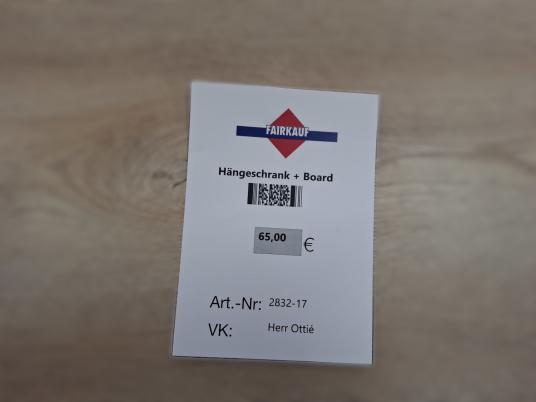 FAIRKAUF
Hängeschrank + Board
65,00 €
Art.-Nr: 2832-17
VK: Herr Ottié